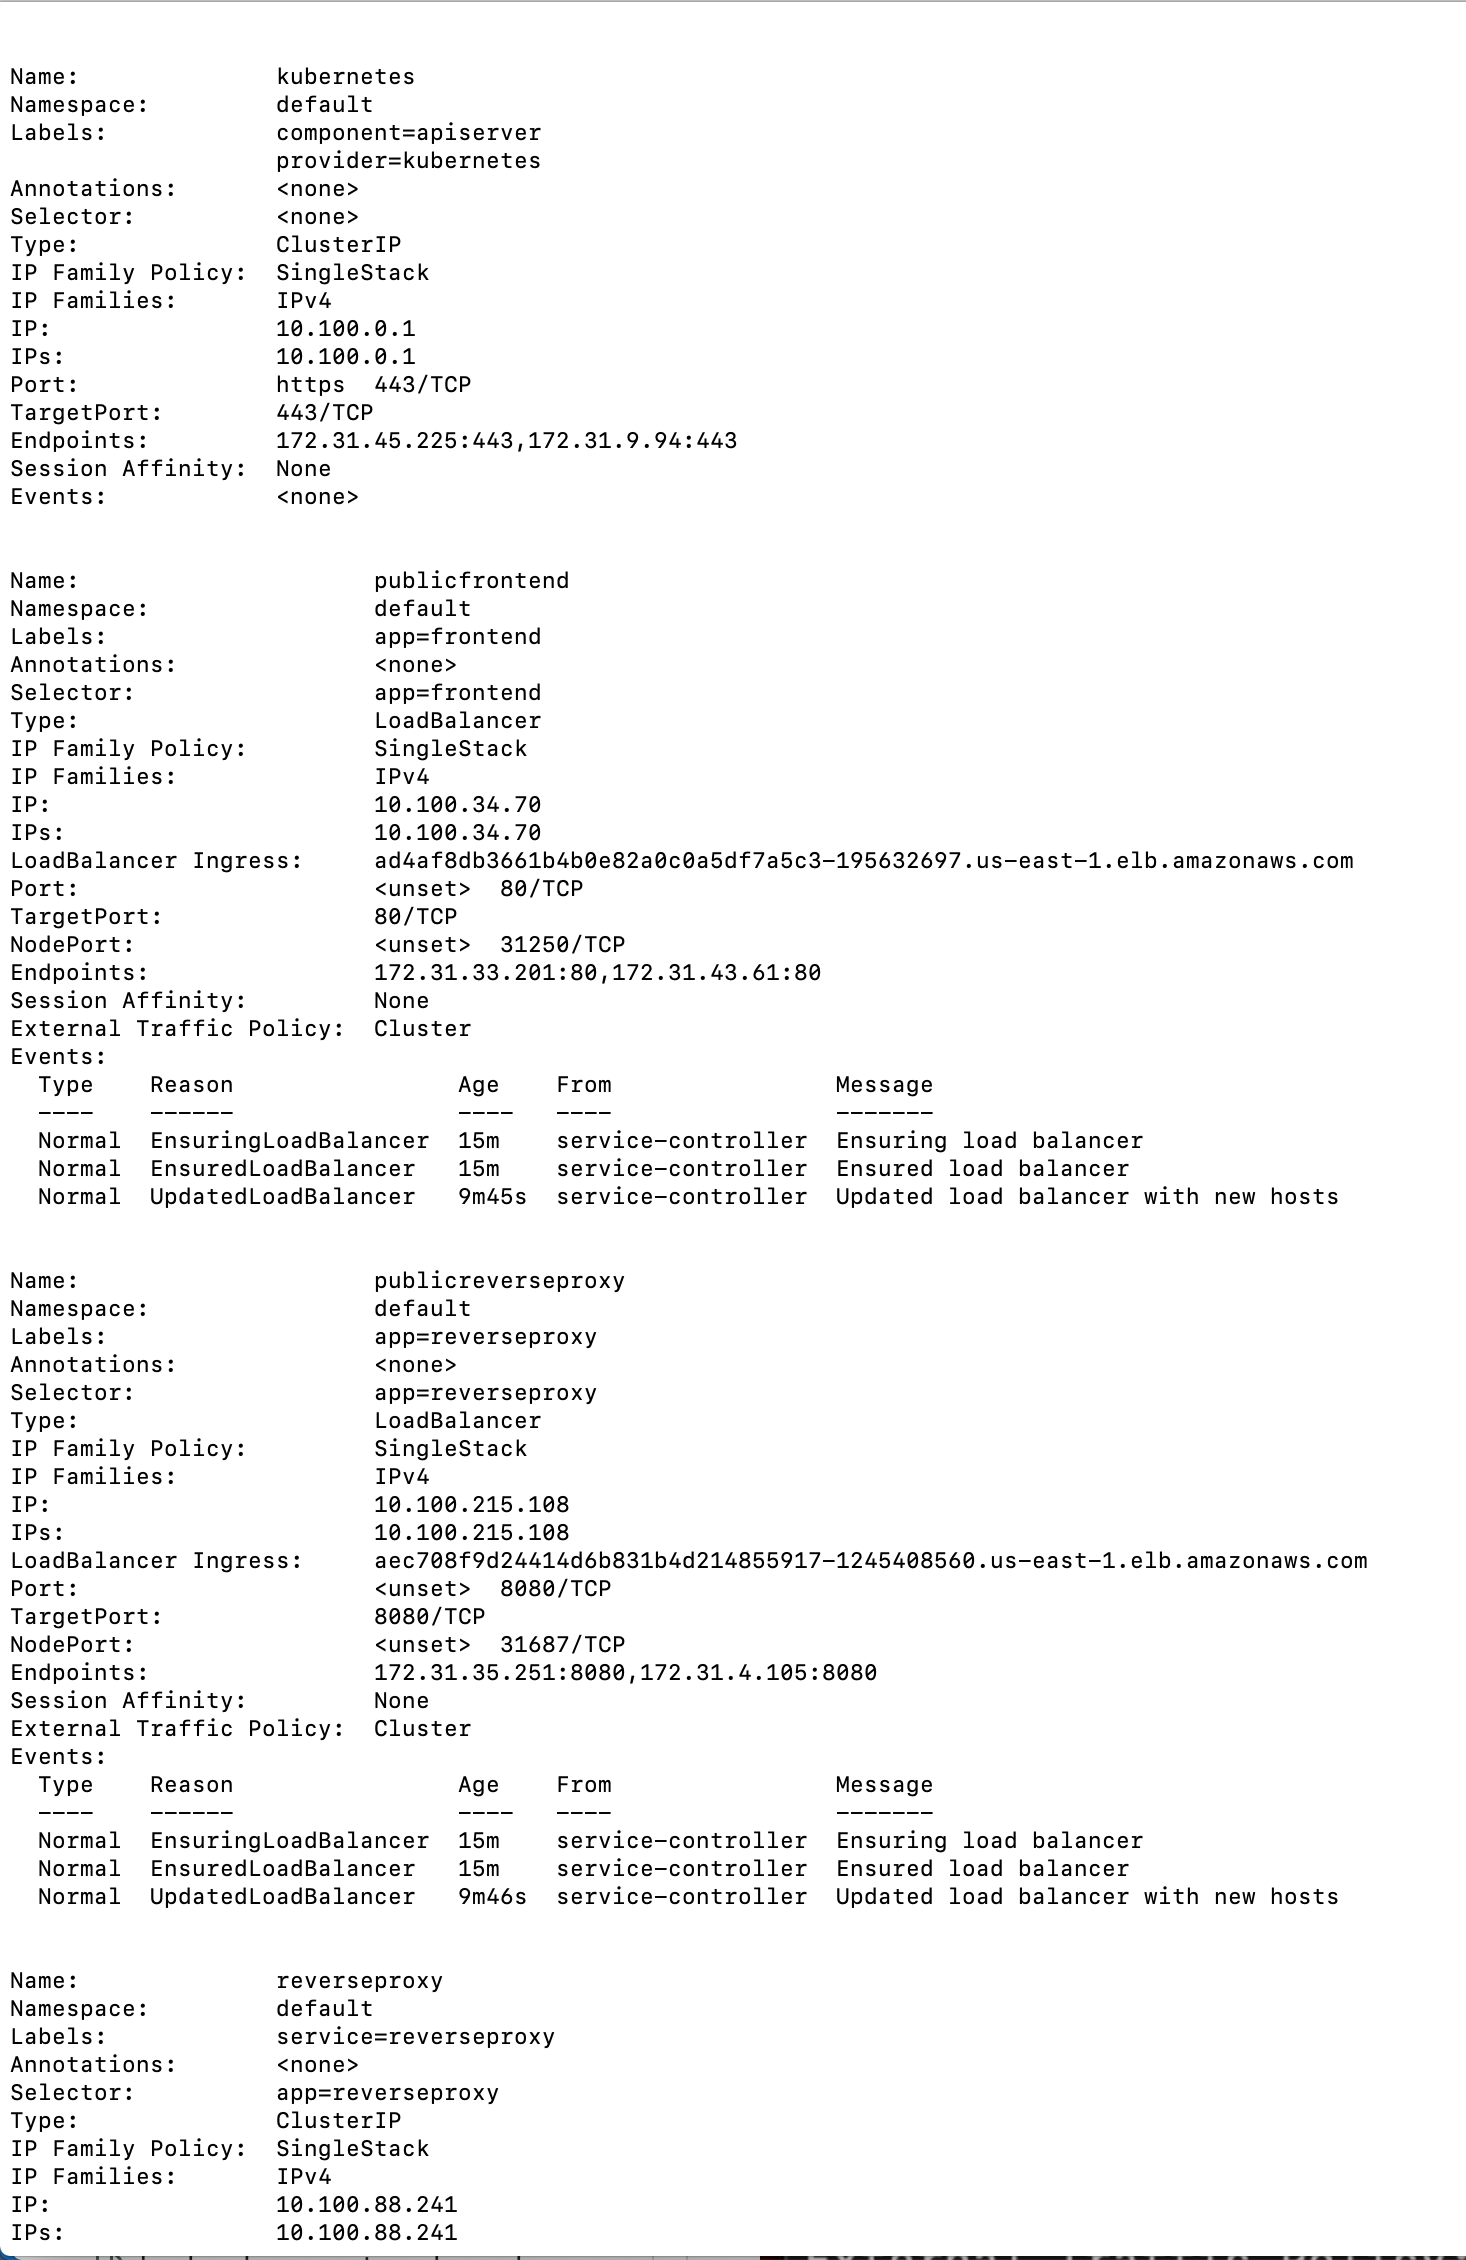 Name:              kubernetes
Namespace:         default
Labels:            component=apiserver
                   provider=kubernetes
Annotations:       <none>
Selector:          <none>
Type:              ClusterIP
IP Family Policy:  SingleStack
IP Families:       IPv4
IP:                10.100.0.1
IPs:               10.100.0.1
Port:              https  443/TCP
TargetPort:        443/TCP
Endpoints:         172.31.45.225:443,172.31.9.94:443
Session Affinity:  None
Events:            <none>
Name:                     publicfrontend
Namespace:                default
Labels:                   app=frontend
Annotations:              <none>
Selector:                 app=frontend
Type:                     LoadBalancer
IP Family Policy:         SingleStack
IP Families:              IPv4
IP:                       10.100.34.70
IPs:                      10.100.34.70
LoadBalancer Ingress:     ad4af8db3661b4b0e82a0c0a5df7a5c3-195632697.us-east-1.elb.amazonaws.com
Port:                     <unset>  80/TCP
TargetPort:               80/TCP
NodePort:                 <unset>  31250/TCP
Endpoints:                172.31.33.201:80,172.31.43.61:80
Session Affinity:         None
External Traffic Policy:  Cluster
Events:
  Type    Reason                Age    From                Message
  ----    ------                ----   ----                -------
  Normal  EnsuringLoadBalancer  15m    service-controller  Ensuring load balancer
  Normal  EnsuredLoadBalancer   15m    service-controller  Ensured load balancer
  Normal  UpdatedLoadBalancer   9m45s  service-controller  Updated load balancer with new hosts
Name:                     publicreverseproxy
Namespace:                default
Labels:                   app=reverseproxy
Annotations:              <none>
Selector:                 app=reverseproxy
Type:                     LoadBalancer
IP Family Policy:         SingleStack
IP Families:              IPv4
IP:                       10.100.215.108
IPs:                      10.100.215.108
LoadBalancer Ingress:     aec708f9d24414d6b831b4d214855917-1245408560.us-east-1.elb.amazonaws.com
Port:                     <unset>  8080/TCP
TargetPort:               8080/TCP
NodePort:                 <unset>  31687/TCP
Endpoints:                172.31.35.251:8080,172.31.4.105:8080
Session Affinity:         None
External Traffic Policy:  Cluster
Events:
  Type    Reason                Age    From                Message
  ----    ------                ----   ----                -------
  Normal  EnsuringLoadBalancer  15m    service-controller  Ensuring load balancer
  Normal  EnsuredLoadBalancer   15m    service-controller  Ensured load balancer
  Normal  UpdatedLoadBalancer   9m46s  service-controller  Updated load balancer with new hosts
Name:              reverseproxy
Namespace:         default
Labels:            service=reverseproxy
Annotations:       <none>
Selector:          app=reverseproxy
Type:              ClusterIP
IP Family Policy:  SingleStack
IP Families:       IPv4
IP:                10.100.88.241
IPs:               10.100.88.241